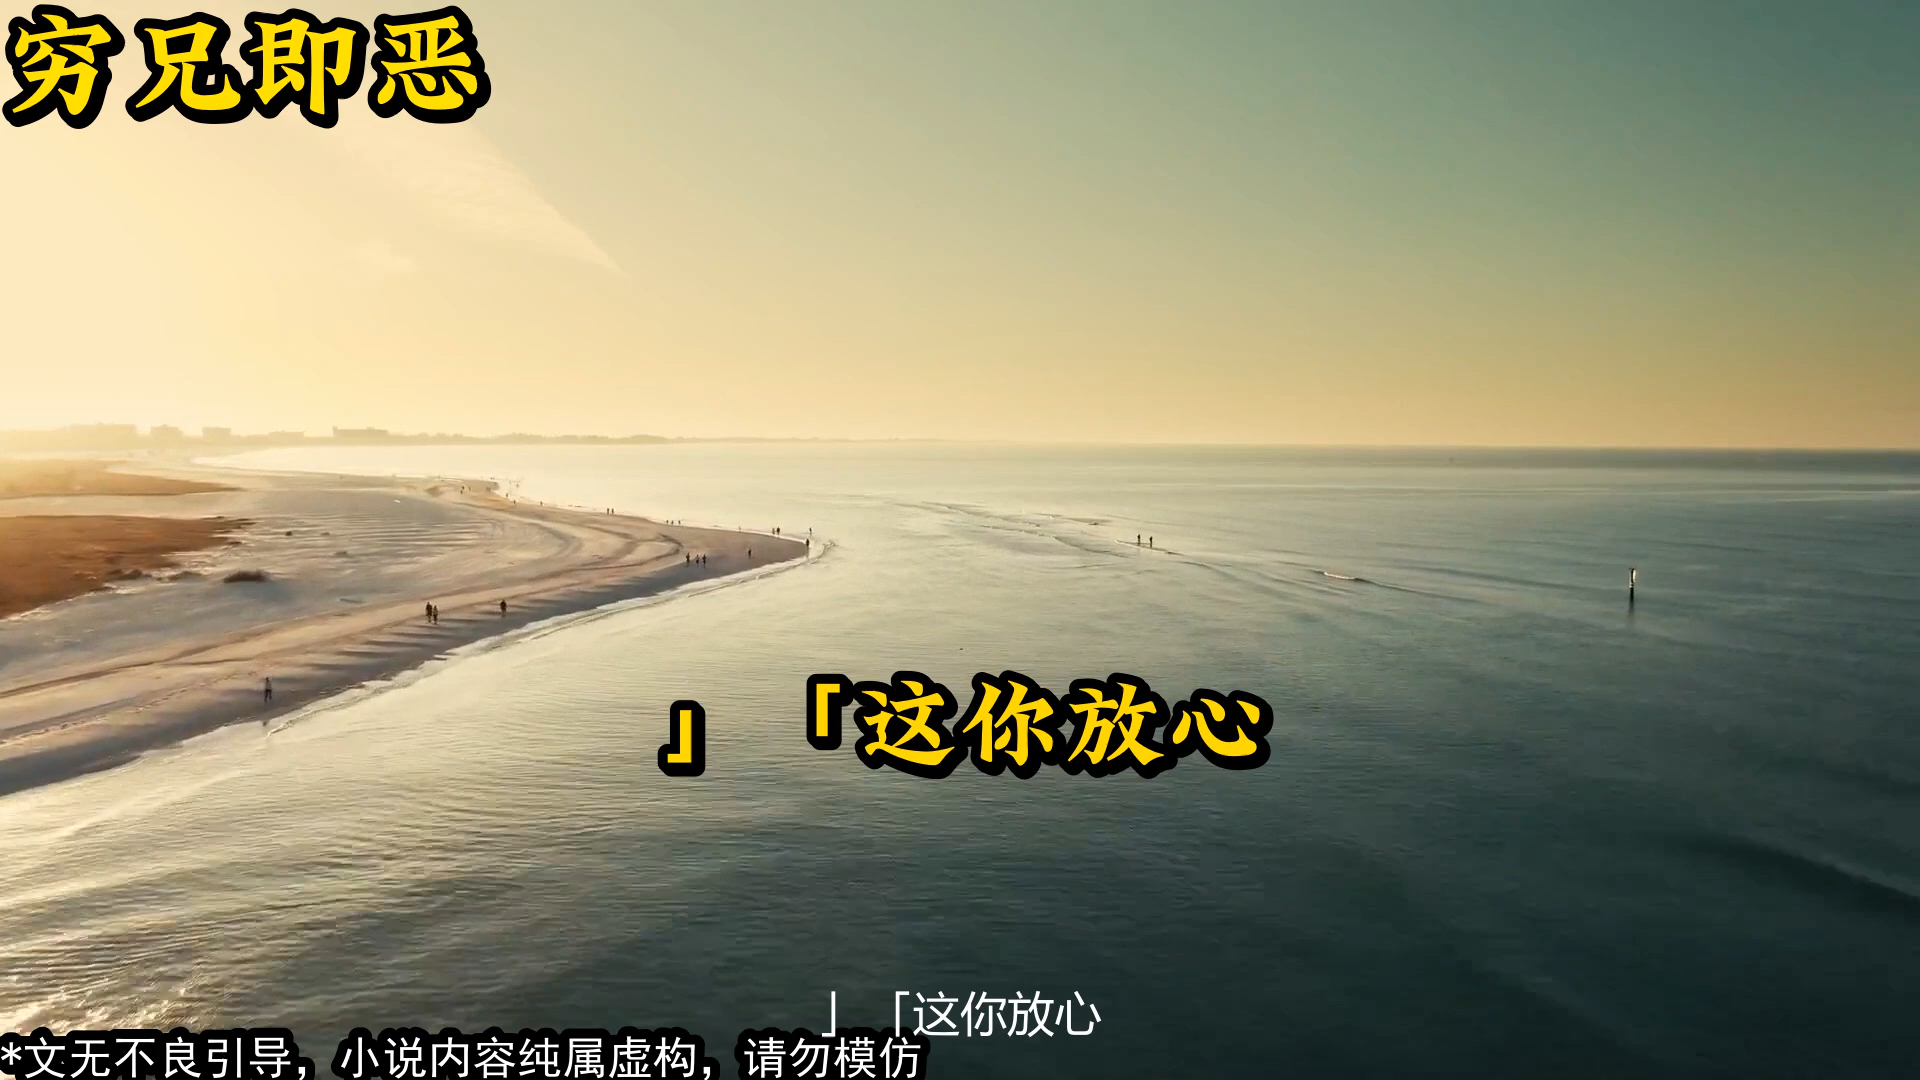 穷兄即恶
」「这你放心
」「这你放心
*文无不良引导，小说内容纯属虚构，请勿模仿